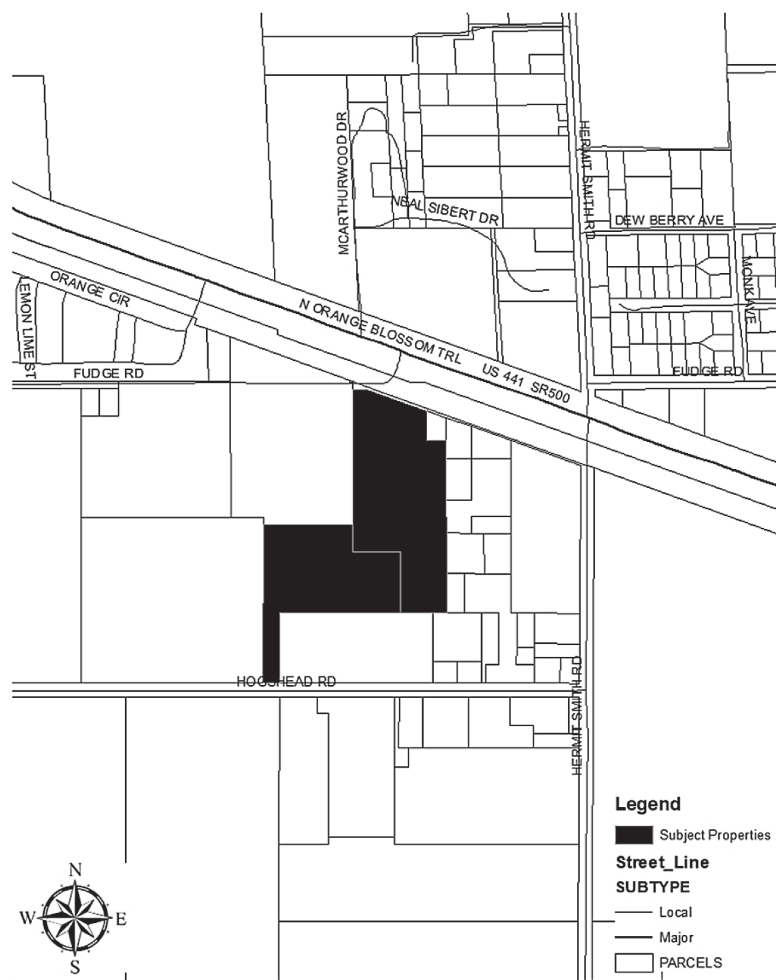 MCARTHURWOOD DR
HERMIT SMITH RD
NEAL SIBERT DR
DEW BERRY AVE
MONK AVE
ORANGE CIR
LEMON LIME ST
N ORANGE BLOSSOM TRL US 441 SR500
FUDGE RD
FUDGE RD
HOGSHEAD RD
HERMIT SMITH RD
Legend
Subject Properties
Street_Line
SUBTYPE
Local
Major
PARCELS
N
W
E
S